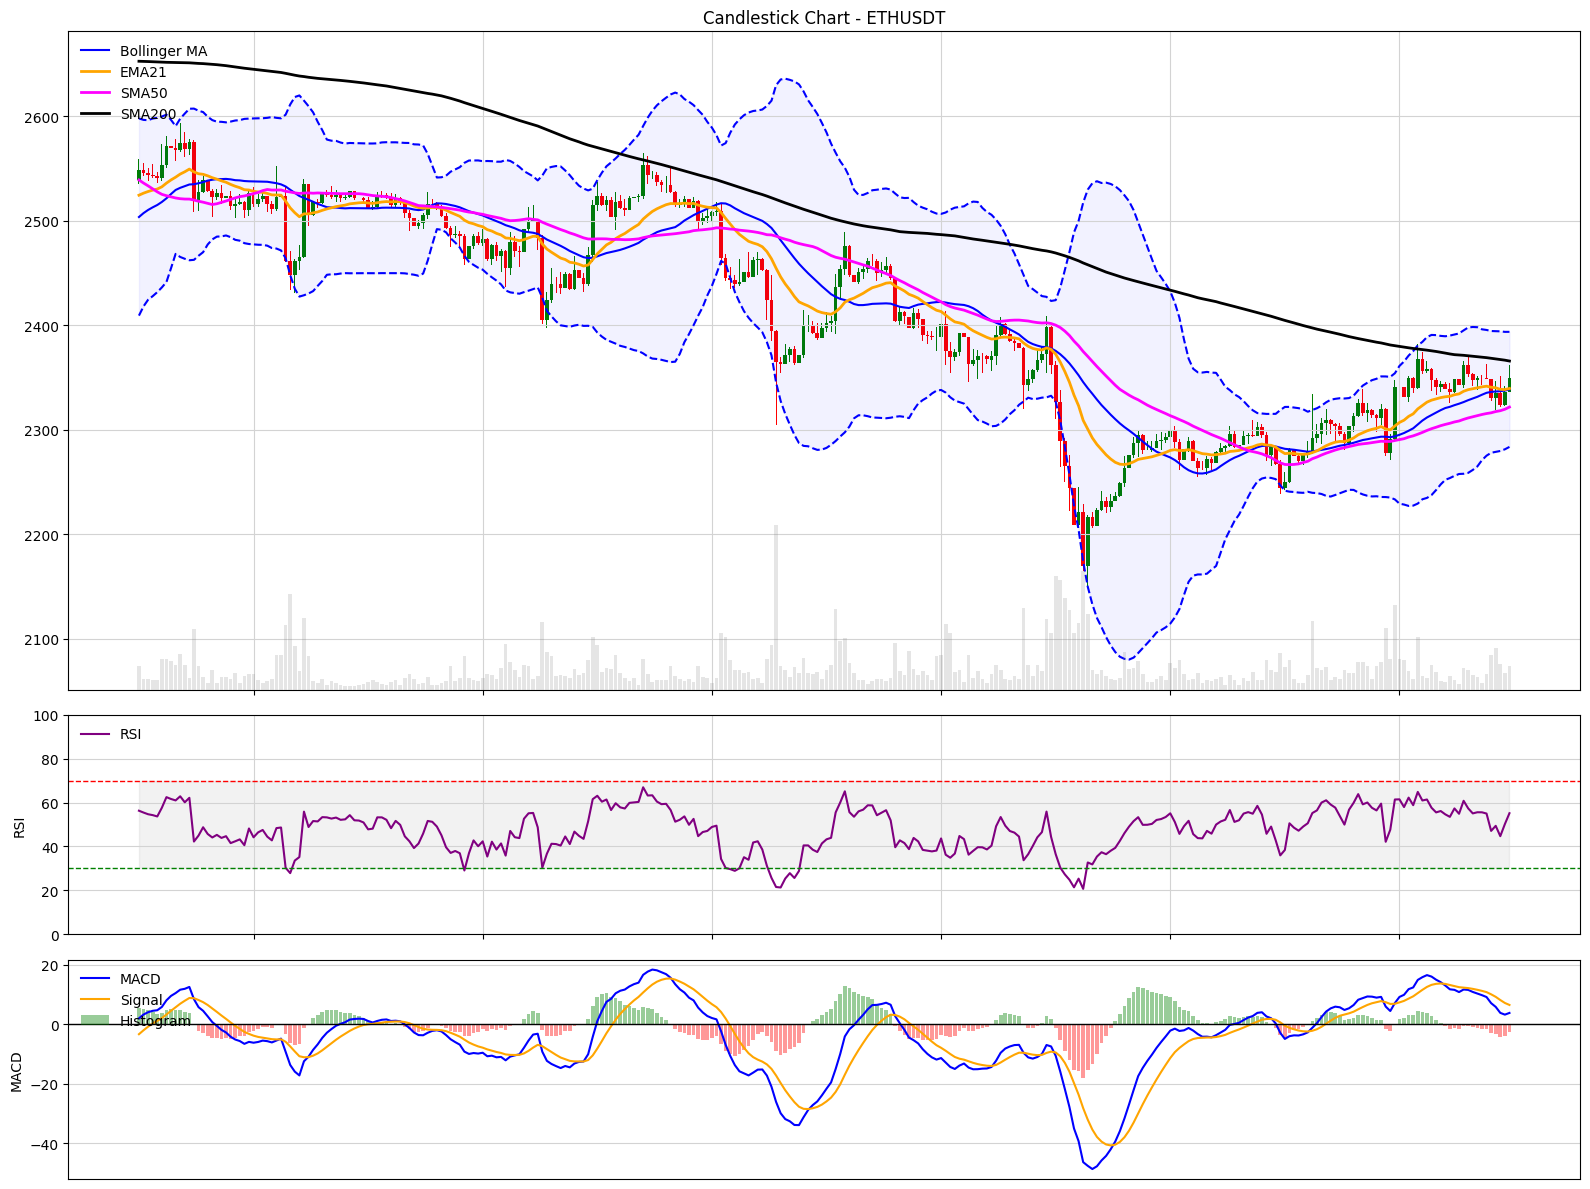 Candlestick Chart - ETHUSDT
Bollinger MA
EMA21
SMA50
SMA200
2600
2500
2400
2300
2200
2100
RSI
100
80
60
40
20
0
RSI
MACD
Signal
Histogram
20
0
−20
−40
MACD